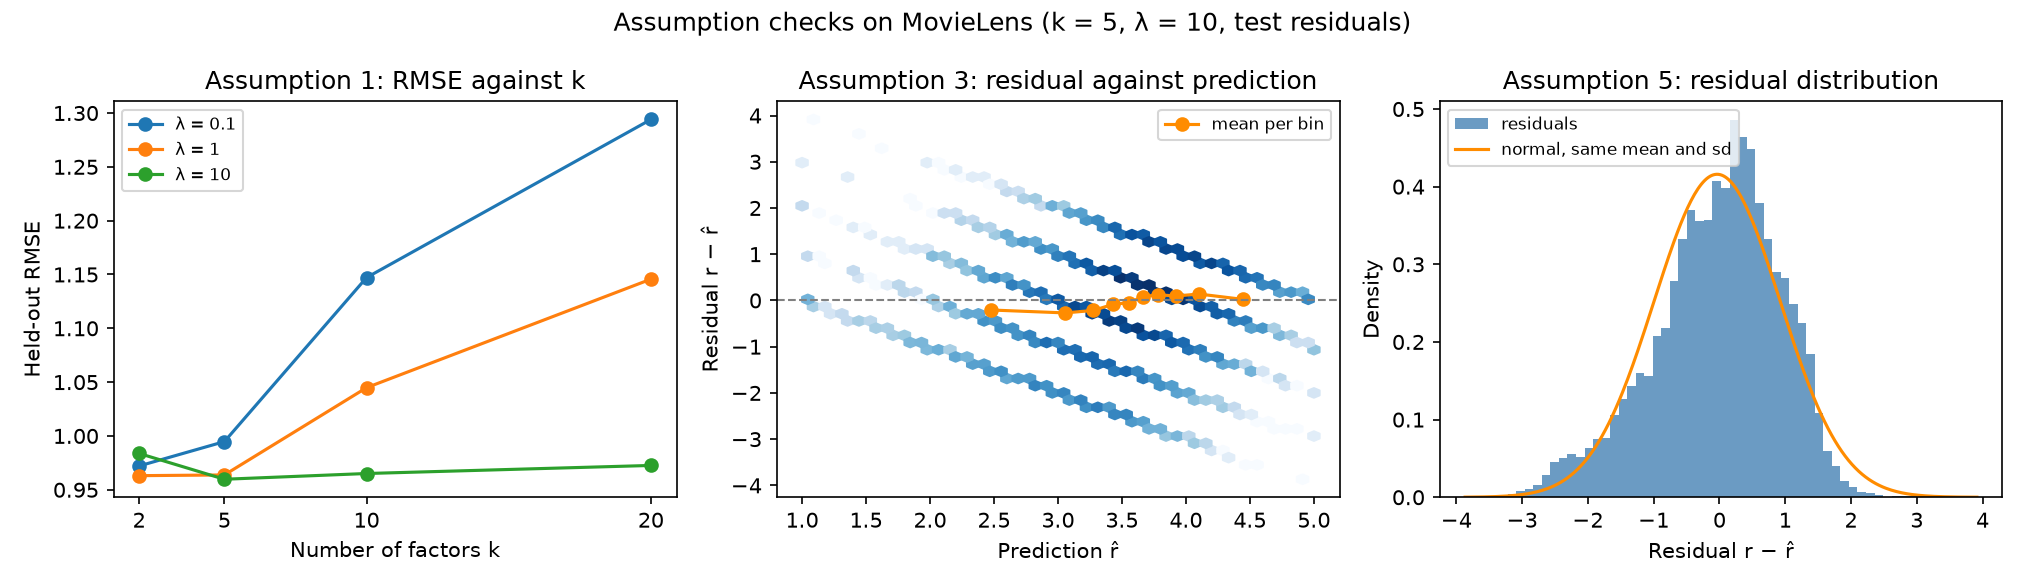 Assumption checks on MovieLens (k = 5, λ = 10, test residuals)
Assumption 1: RMSE against k
λ = 0.1
λ = 1
λ = 10
1.30
1.25
1.20
1.15
1.10
1.05
1.00
0.95
Held-out RMSE
2
5
10
20
Number of factors k
Assumption 3: residual against prediction
mean per bin
4
3
2
1
0
−1
−2
−3
−4
Residual r − r̂
1.0
1.5
2.0
2.5
3.0
3.5
4.0
4.5
5.0
Prediction r̂
Assumption 5: residual distribution
residuals
normal, same mean and sd
0.5
0.4
0.3
0.2
0.1
0.0
Density
−4
−3
−2
−1
0
1
2
3
4
Residual r − r̂